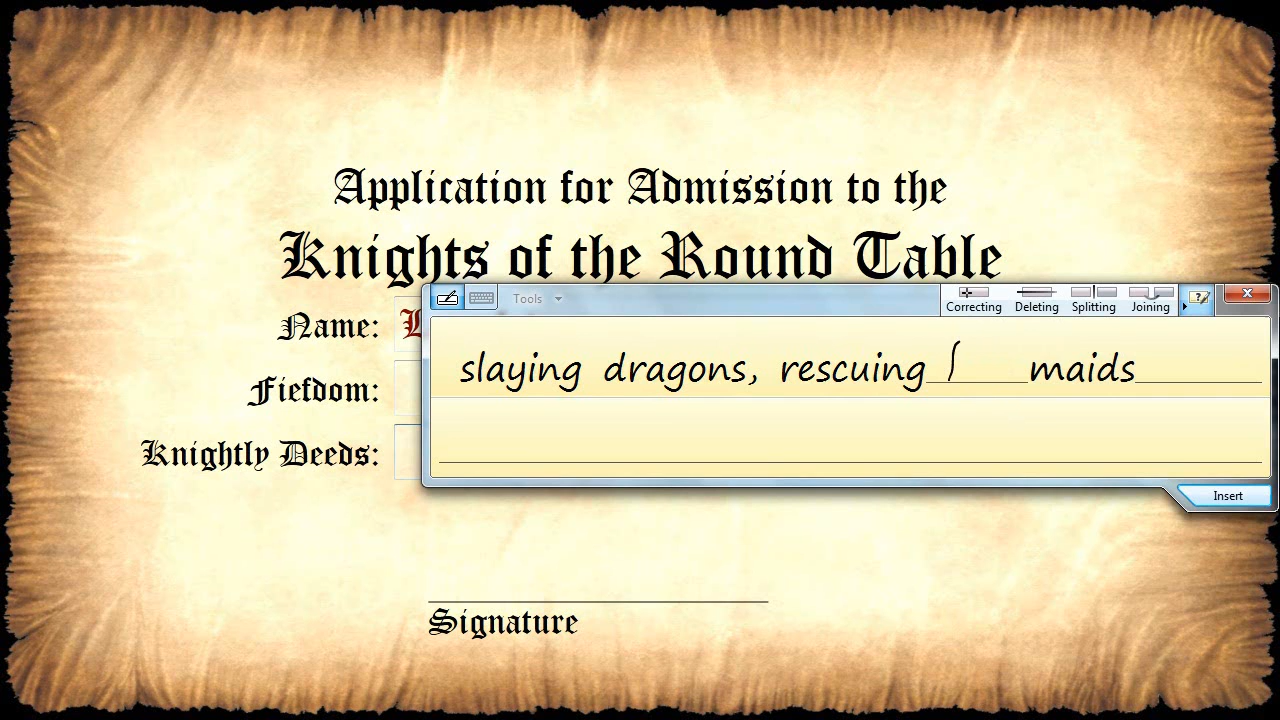 Application for Admission to the
Knights of the Round Table
Tools
Correcting Deleting Splitting Joining
Name:
slaying dragons, rescuing maids
Fiefdom:
Knightly Deeds:
Insert
Signature